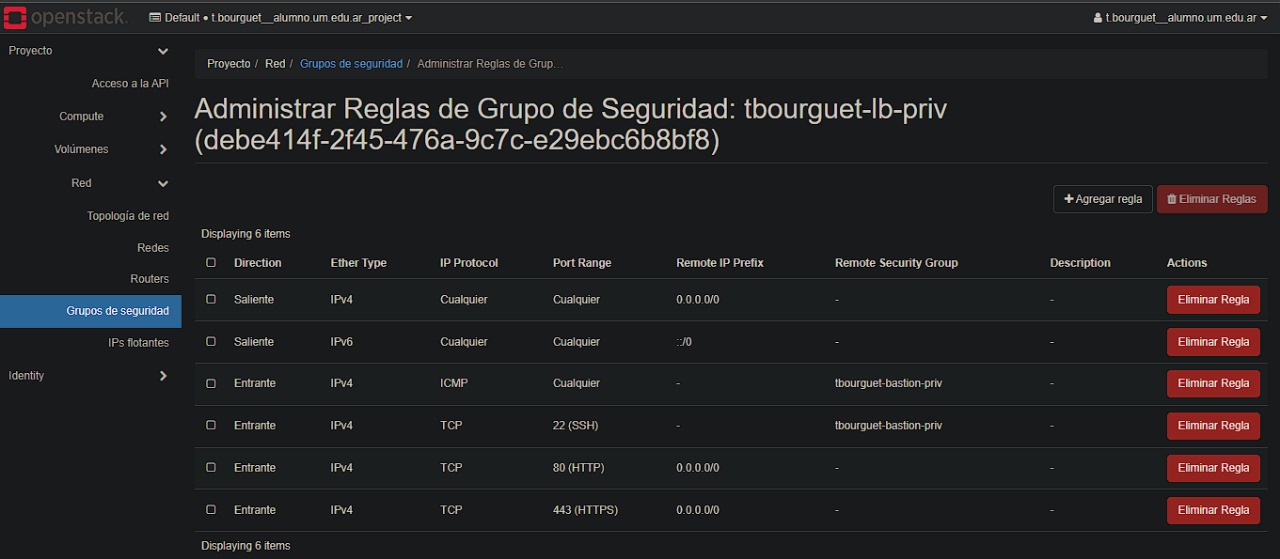 openstack. Default • t.bourguet__alumno.um.edu.ar_project t.bourguet__alumno.um.edu.ar
Proyecto
Acceso a la API
Compute
Volúmenes
Red
Topología de red
Redes
Routers
Grupos de seguridad
IPs flotantes
Identity
Proyecto / Red / Grupos de seguridad / Administrar Reglas de Grup...
Administrar Reglas de Grupo de Seguridad: tbourguet-lb-priv
(debe414f-2f45-476a-9c7c-e29ebc6b8bf8)
Agregar regla Eliminar Reglas
Displaying 6 items
Direction Ether Type IP Protocol Port Range Remote IP Prefix Remote Security Group Description Actions
Saliente IPv4 Cualquier Cualquier 0.0.0.0/0 - - Eliminar Regla
Saliente IPv6 Cualquier Cualquier ::/0 - - Eliminar Regla
Entrante IPv4 ICMP Cualquier - tbourguet-bastion-priv - Eliminar Regla
Entrante IPv4 TCP 22 (SSH) - tbourguet-bastion-priv - Eliminar Regla
Entrante IPv4 TCP 80 (HTTP) 0.0.0.0/0 - - Eliminar Regla
Entrante IPv4 TCP 443 (HTTPS) 0.0.0.0/0 - - Eliminar Regla
Displaying 6 items